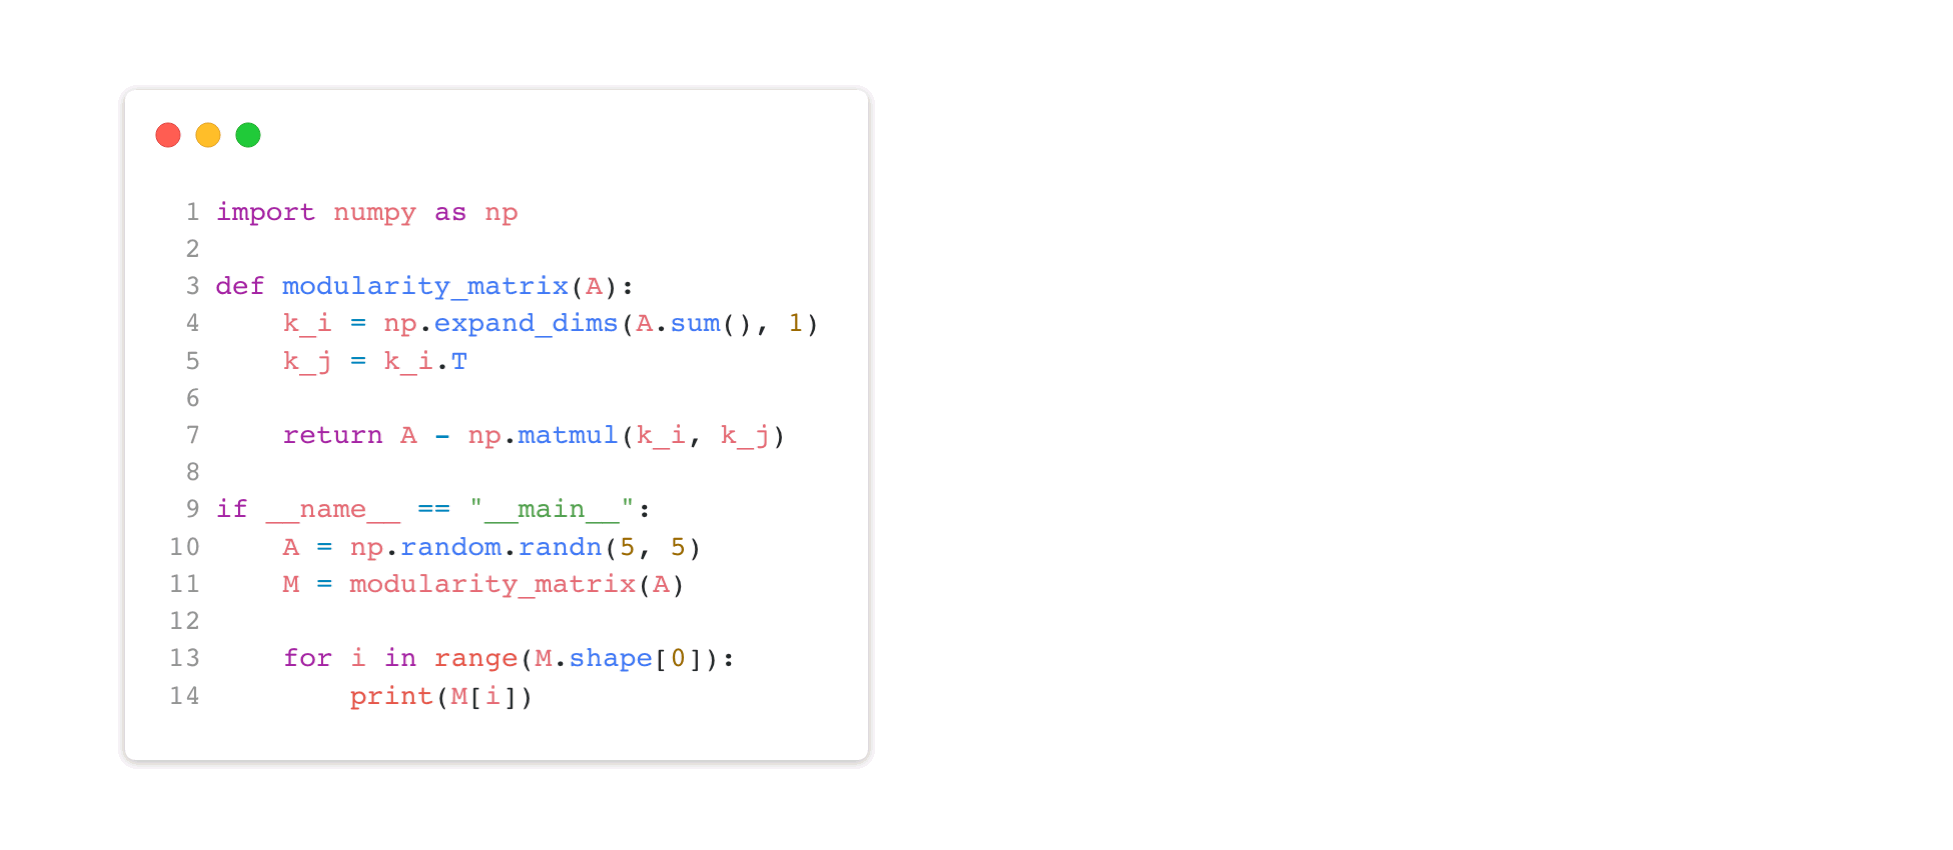 1 import numpy as np
2
3 def modularity_matrix(A):
4     k_i = np.expand_dims(A.sum(), 1)
5     k_j = k_i.T
6
7     return A - np.matmul(k_i, k_j)
8
9 if __name__ == "__main__":
10     A = np.random.randn(5, 5)
11     M = modularity_matrix(A)
12
13     for i in range(M.shape[0]):
14         print(M[i])